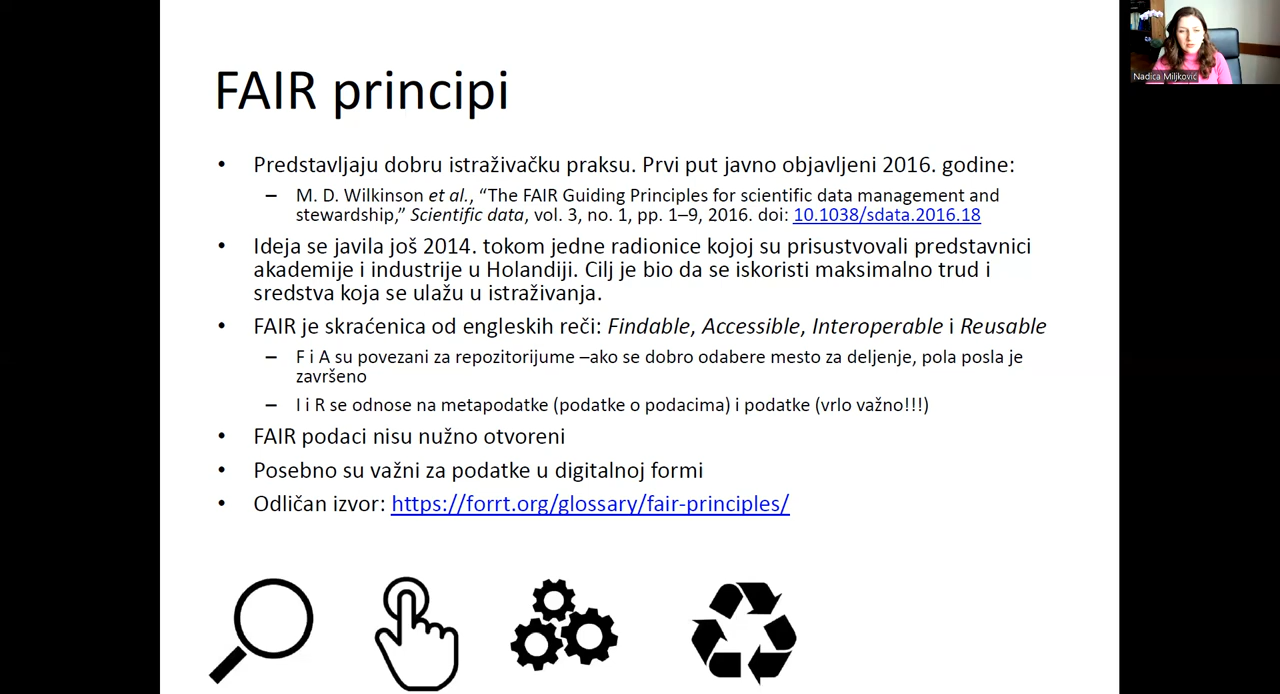 FAIR principi
Nadica Miljković
• Predstavljaju dobru istraživačku praksu. Prvi put javno objavljeni 2016. godine:
– M. D. Wilkinson et al., “The FAIR Guiding Principles for scientific data management and
stewardship,” Scientific data, vol. 3, no. 1, pp. 1–9, 2016. doi: 10.1038/sdata.2016.18
• Ideja se javila još 2014. tokom jedne radionice kojoj su prisustvovali predstavnici
akademije i industrije u Holandiji. Cilj je bio da se iskoristi maksimalno trud i
sredstva koja se ulažu u istraživanja.
• FAIR je skraćenica od engleskih reči: Findable, Accessible, Interoperable i Reusable
– F i A su povezani za repozitorijume –ako se dobro odabere mesto za deljenje, pola posla je
završeno
– I i R se odnose na metapodatke (podatke o podacima) i podatke (vrlo važno!!!)
• FAIR podaci nisu nužno otvoreni
• Posebno su važni za podatke u digitalnoj formi
• Odličan izvor: https://forrt.org/glossary/fair-principles/